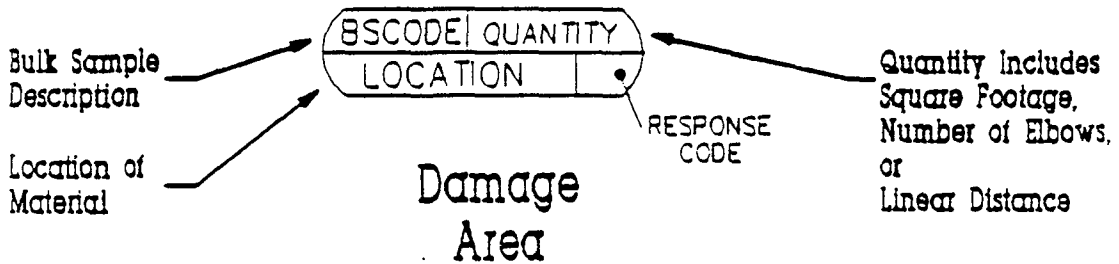 BSCODE QUANTITY
LOCATION
Bulk Sample
Description
Location of
Material
RESPONSE
CODE
Quantity Includes
Square Footage,
Number of Elbows,
or
Linear Distance
Damage
Area